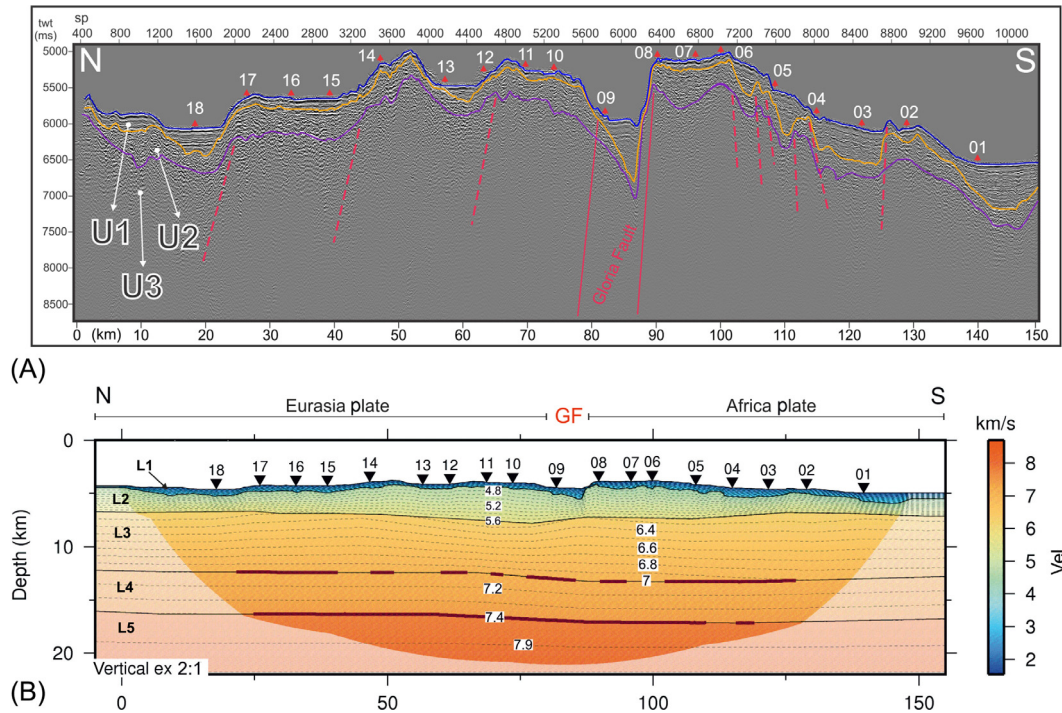 (A)
twt
(ms)
sp
400 800 1200 1600 2000 2400 2800 3200 3600 4000 4400 4800 5200 5600 6000 6400 6800 7200 7600 8000 8400 8800 9200 9600 10000
N
S
5000
5500
6000
6500
7000
7500
8000
8500
18 17 16 15 14 13 12 11 10 09 08 07 06 05 04 03 02 01
U1
U2
U3
Gloria Fault
0 (km) 10 20 30 40 50 60 70 80 90 100 110 120 130 140 150
(B)
N
S
Eurasia plate
GF
Africa plate
km/s
0
10
20
Depth (km)
18 17 16 15 14 13 12 11 10 09 08 07 06 05 04 03 02 01
L1
L2
L3
L4
L5
4.8
5.2
5.6
6.4
6.6
6.8
7
7.2
7.4
7.9
Vertical ex 2:1
0 50 100 150
8
7
6
5
4
3
2
Vel